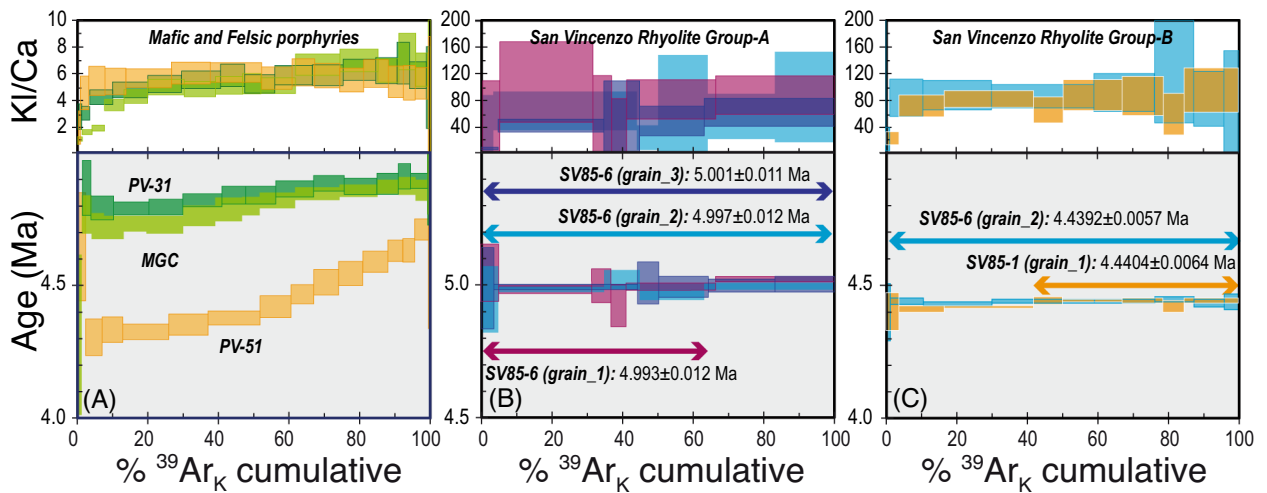 Mafic and Felsic porphyries
San Vincenzo Rhyolite Group-A
San Vincenzo Rhyolite Group-B
KI/Ca
10
8
6
4
2
200
160
120
80
40
200
160
120
80
40
Age (Ma)
4.5
4.0
PV-31
MGC
PV-51
(A)
5.0
4.5
SV85-6 (grain_3): 5.001±0.011 Ma
SV85-6 (grain_2): 4.997±0.012 Ma
SV85-6 (grain_1): 4.993±0.012 Ma
(B)
4.5
4.0
SV85-6 (grain_2): 4.4392±0.0057 Ma
SV85-1 (grain_1): 4.4404±0.0064 Ma
(C)
0 20 40 60 80 100
0 20 40 60 80 100
0 20 40 60 80 100
% ³⁹Ar_K cumulative
% ³⁹Ar_K cumulative
% ³⁹Ar_K cumulative